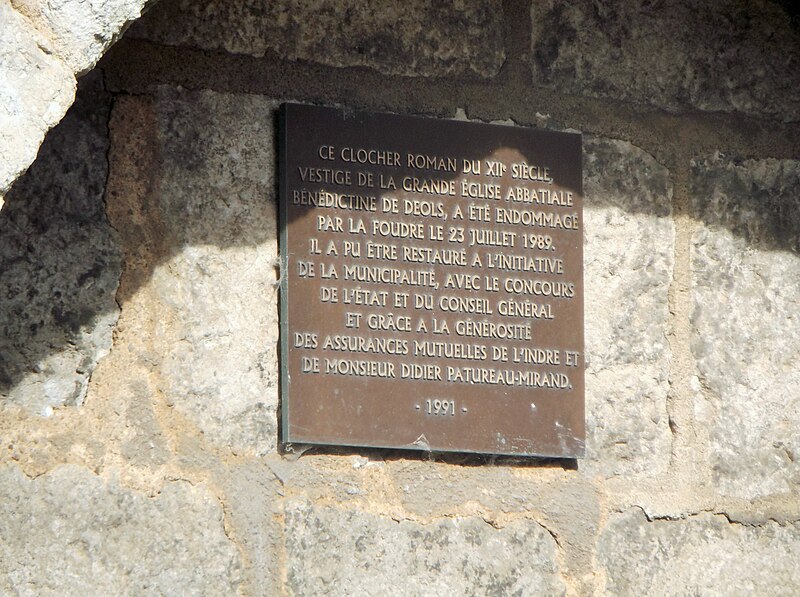 CE CLOCHER ROMAN DU XIIe SIÈCLE,
VESTIGE DE LA GRANDE ÉGLISE ABBATIALE
BÉNÉDICTINE DE DEOLS, A ÉTÉ ENDOMMAGÉ
PAR LA FOUDRE LE 23 JUILLET 1989.
IL A PU ÊTRE RESTAURÉ A L'INITIATIVE
DE LA MUNICIPALITÉ, AVEC LE CONCOURS
DE L'ÉTAT ET DU CONSEIL GÉNÉRAL
ET GRÂCE A LA GÉNÉROSITÉ
DES ASSURANCES MUTUELLES DE L'INDRE ET
DE MONSIEUR DIDIER PATUREAU-MIRAND.
- 1991 -